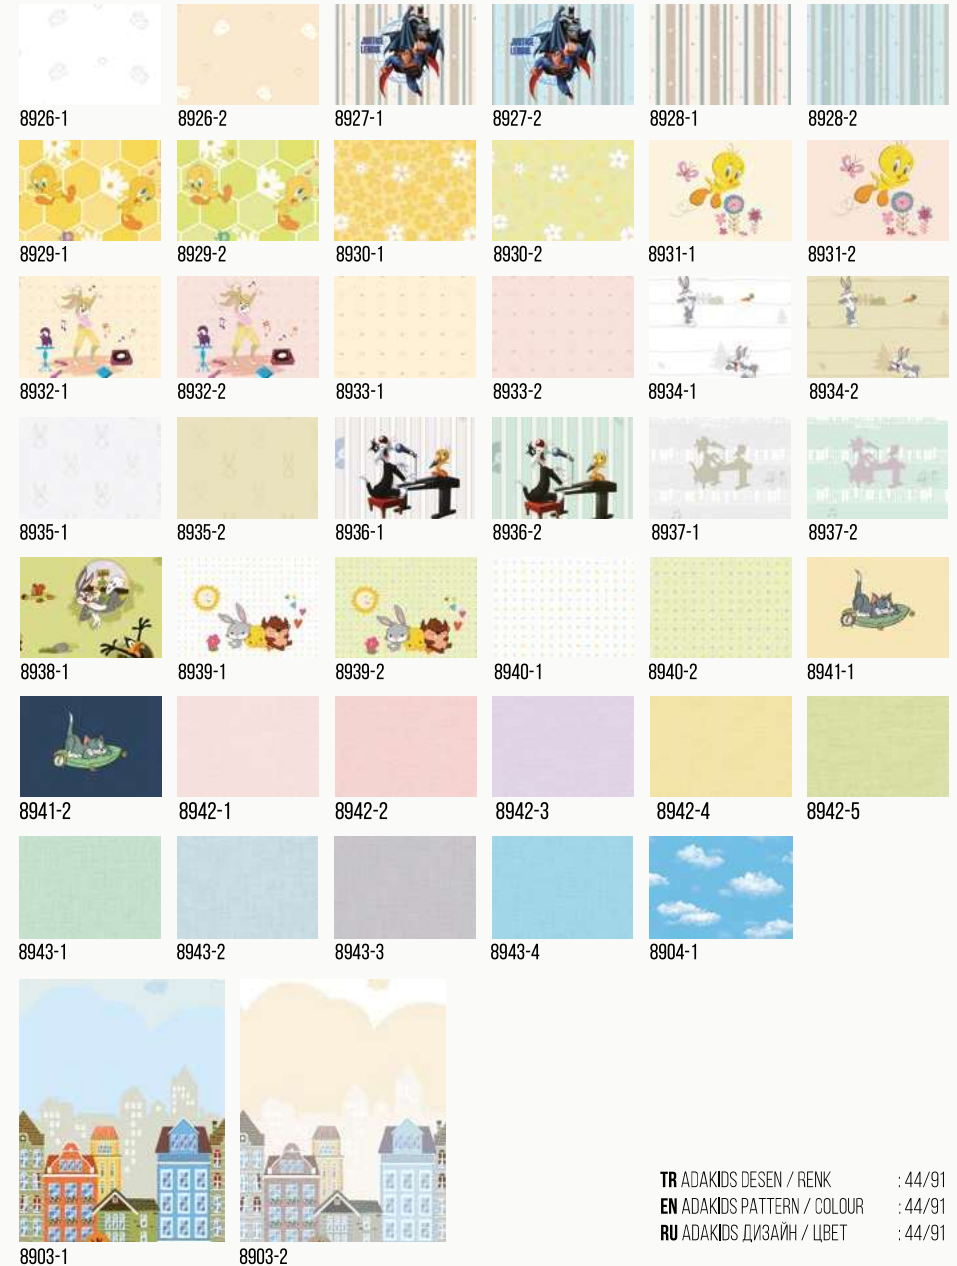 JUSTICE
LEAGUE
JUSTICE
LEAGUE
8926-1 8926-2 8927-1 8927-2 8928-1 8928-2
8929-1 8929-2 8930-1 8930-2 8931-1 8931-2
8932-1 8932-2 8933-1 8933-2 8934-1 8934-2
8935-1 8935-2 8936-1 8936-2 8937-1 8937-2
8938-1 8939-1 8939-2 8940-1 8940-2 8941-1
8941-2 8942-1 8942-2 8942-3 8942-4 8942-5
8943-1 8943-2 8943-3 8943-4 8904-1
TR ADAKIDS DESEN / RENK : 44/91
EN ADAKIDS PATTERN / COLOUR : 44/91
RU ADAKIDS ДИЗАЙН / ЦВЕТ : 44/91
8903-1 8903-2